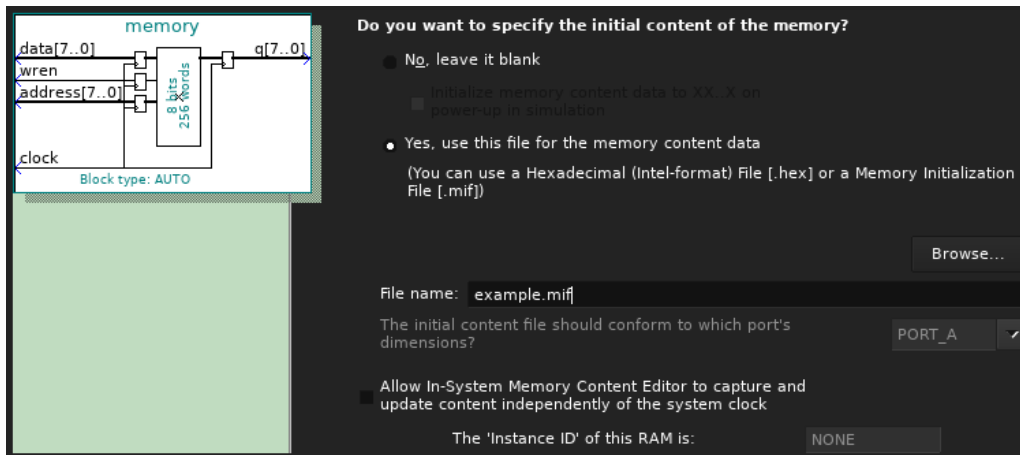 memory
data[7..0]
q[7..0]
wren
address[7..0]
8 bits
256 words
clock
Block type: AUTO
Do you want to specify the initial content of the memory?
No, leave it blank
Initialize memory content data to XX..X on
power-up in simulation
Yes, use this file for the memory content data
(You can use a Hexadecimal (Intel-format) File [.hex] or a Memory Initialization
File [.mif])
Browse...
File name: example.mif
The initial content file should conform to which port's
dimensions?
PORT_A
Allow In-System Memory Content Editor to capture and
update content independently of the system clock
The 'Instance ID' of this RAM is: NONE